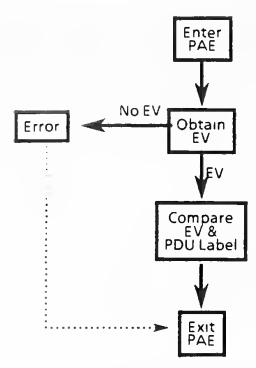 Enter
PAE
No EV
Error
Obtain
EV
EV
Compare
EV &
PDU Label
Exit
PAE